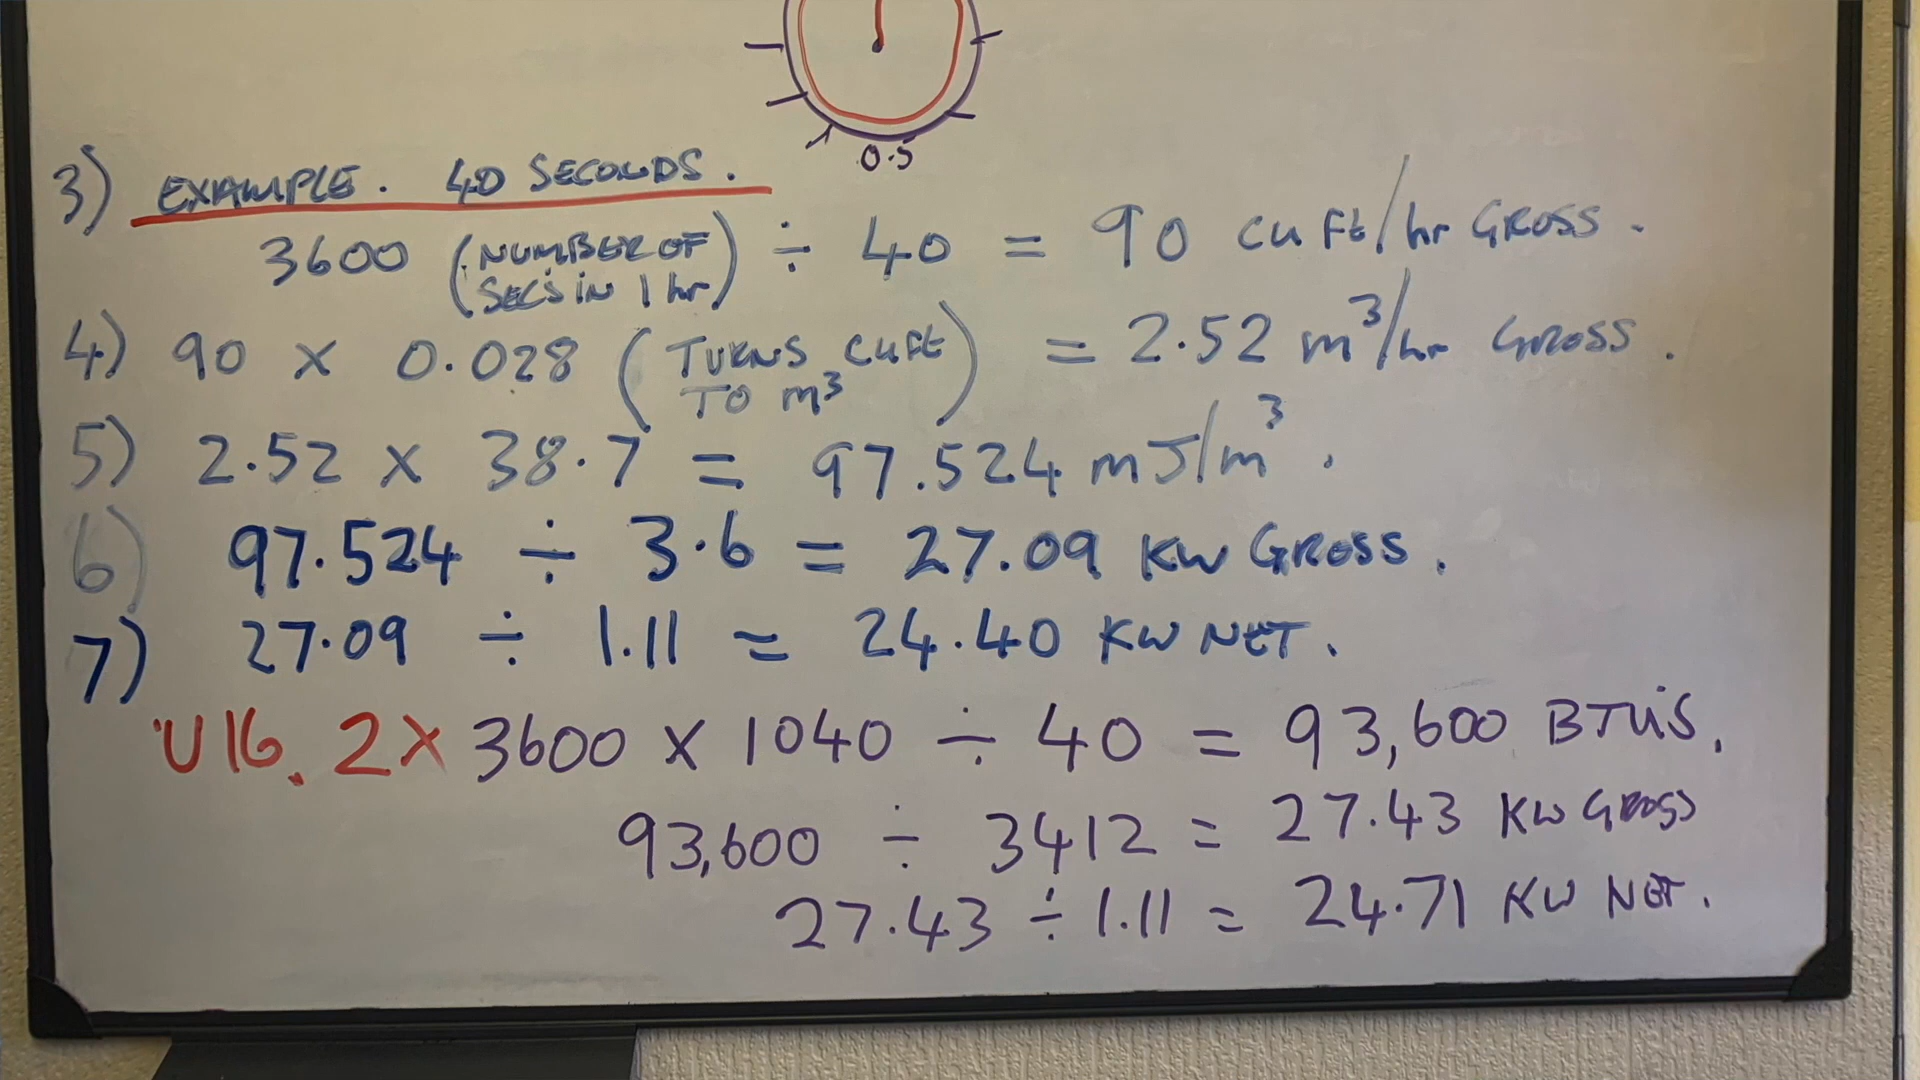 0.5
3) EXAMPLE. 40 SECONDS.
3600 (NUMBER OF SECS IN 1 hr) ÷ 40 = 90 cu Ft/hr GROSS.
4) 90 x 0.028 (TURNS cuft TO m³) = 2.52 m³/hr GROSS.
5) 2.52 x 38.7 = 97.524 mJ/m³.
6) 97.524 ÷ 3.6 = 27.09 KW GROSS.
7) 27.09 ÷ 1.11 = 24.40 KW NET.
U16. 2 x 3600 x 1040 ÷ 40 = 93,600 BTU'S.
93,600 ÷ 3412 = 27.43 KW GROSS
27.43 ÷ 1.11 = 24.71 KW NET.